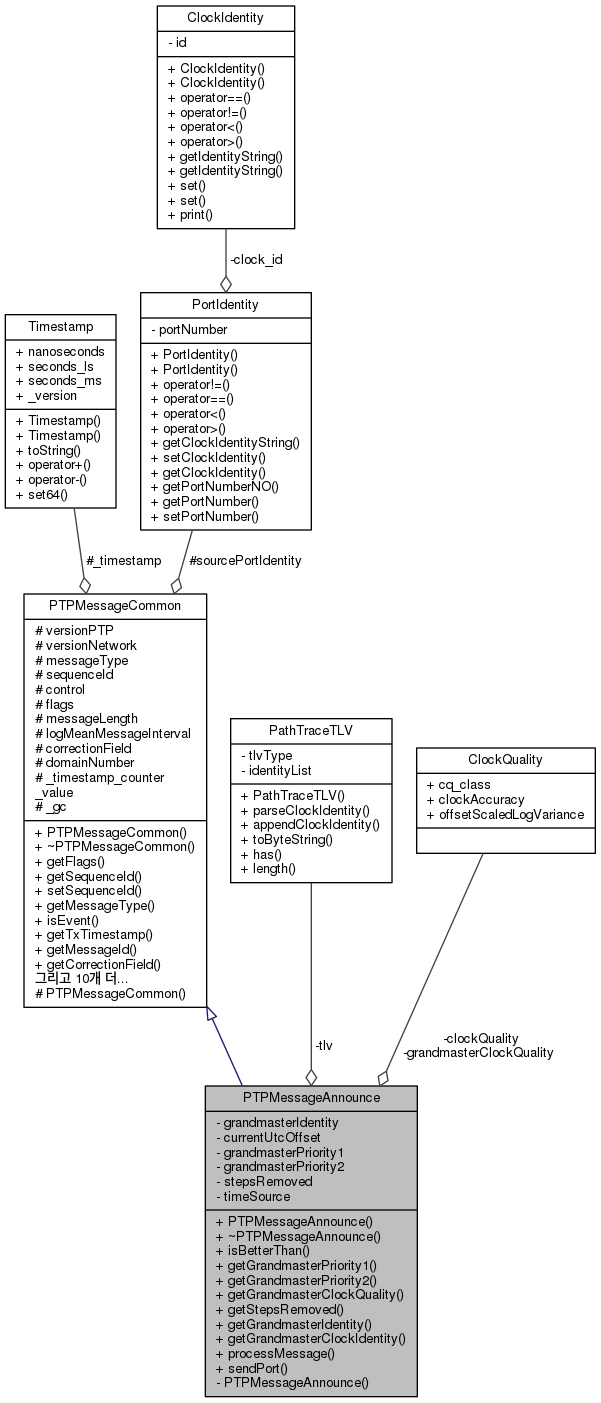 ClockIdentity
- id
+ ClockIdentity()
+ ClockIdentity()
+ operator==()
+ operator!=()
+ operator<()
+ operator>()
+ getIdentityString()
+ getIdentityString()
+ set()
+ set()
+ print()
-clock_id
PortIdentity
- portNumber
+ PortIdentity()
+ PortIdentity()
+ operator!=()
+ operator==()
+ operator<()
+ operator>()
+ getClockIdentityString()
+ setClockIdentity()
+ getClockIdentity()
+ getPortNumberNO()
+ getPortNumber()
+ setPortNumber()
Timestamp
+ nanoseconds
+ seconds_ls
+ seconds_ms
+ _version
+ Timestamp()
+ Timestamp()
+ toString()
+ operator+()
+ operator-()
+ set64()
#_timestamp
#sourcePortIdentity
PTPMessageCommon
# versionPTP
# versionNetwork
# messageType
# sequenceId
# control
# flags
# messageLength
# logMeanMessageInterval
# correctionField
# domainNumber
# _timestamp_counter
_value
# _gc
+ PTPMessageCommon()
+ ~PTPMessageCommon()
+ getFlags()
+ getSequenceId()
+ setSequenceId()
+ getMessageType()
+ isEvent()
+ getTxTimestamp()
+ getMessageId()
+ getCorrectionField()
그리고 10개 더...
# PTPMessageCommon()
PathTraceTLV
- tlvType
- identityList
+ PathTraceTLV()
+ parseClockIdentity()
+ appendClockIdentity()
+ toByteString()
+ has()
+ length()
ClockQuality
+ cq_class
+ clockAccuracy
+ offsetScaledLogVariance
-tlv
-clockQuality
-grandmasterClockQuality
PTPMessageAnnounce
- grandmasterIdentity
- currentUtcOffset
- grandmasterPriority1
- grandmasterPriority2
- stepsRemoved
- timeSource
+ PTPMessageAnnounce()
+ ~PTPMessageAnnounce()
+ isBetterThan()
+ getGrandmasterPriority1()
+ getGrandmasterPriority2()
+ getGrandmasterClockQuality()
+ getStepsRemoved()
+ getGrandmasterIdentity()
+ getGrandmasterClockIdentity()
+ processMessage()
+ sendPort()
- PTPMessageAnnounce()